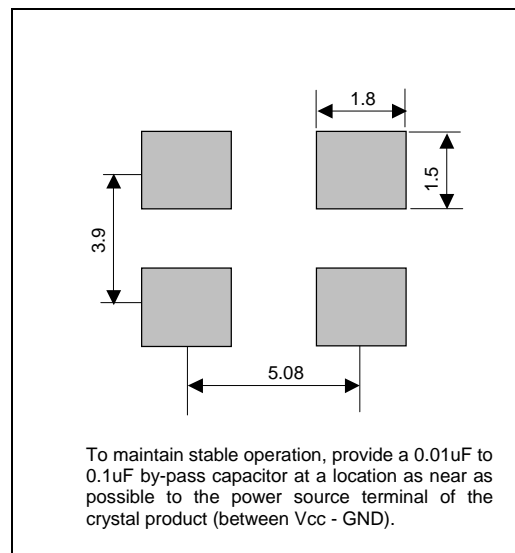 1.8
1.5
3.9
5.08
To maintain stable operation, provide a 0.01uF to
0.1uF by-pass capacitor at a location as near as
possible to the power source terminal of the
crystal product (between Vcc - GND).